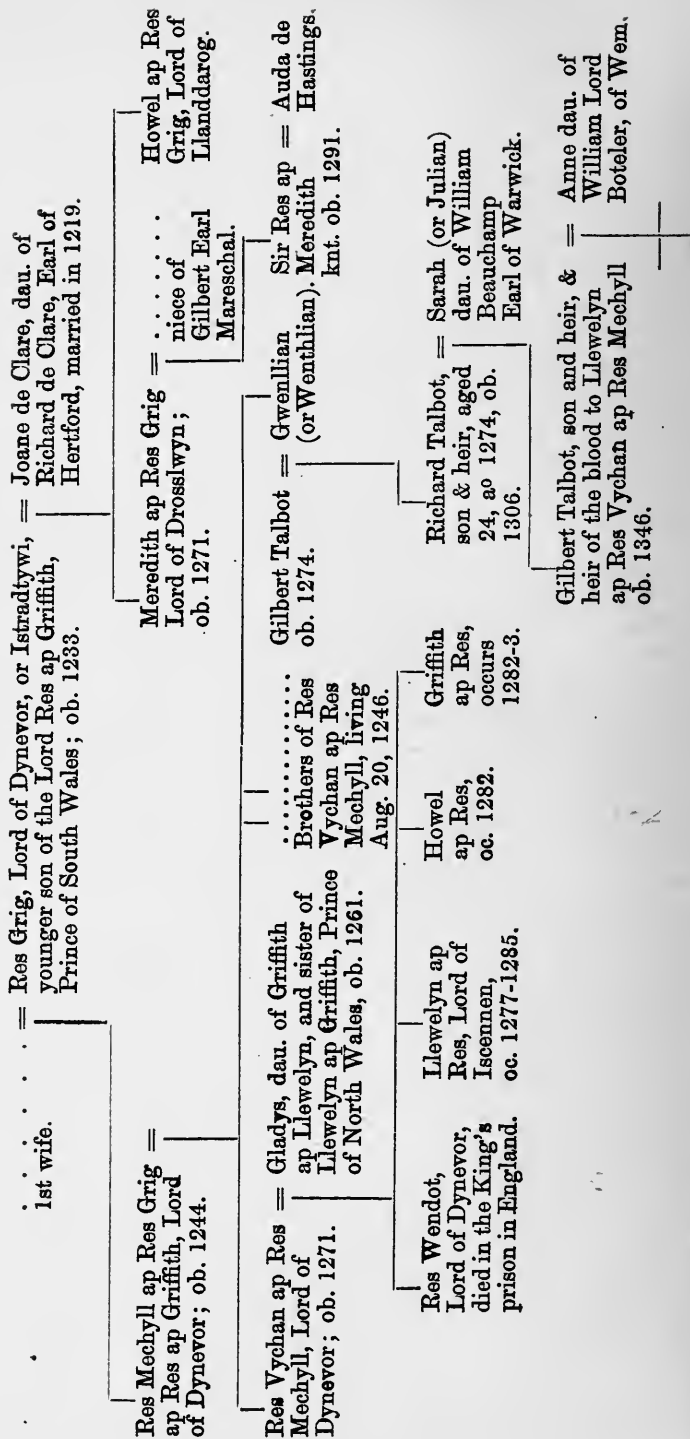 . . . . . . = Res Grig, Lord of Dynevor, or Istradtywi, = Joane de Clare, dau. of
1st wife.
younger son of the Lord Res ap Griffith,
Prince of South Wales; ob. 1233.
Richard de Clare, Earl of
Hertford, married in 1219.
Res Mechyll ap Res Grig =
ap Res ap Griffith, Lord
of Dynevor; ob. 1244.
Meredith ap Res Grig = . . . . . . . .
Lord of Drosslwyn;
ob. 1271.
niece of
Gilbert Earl
Mareschal.
Howel ap Res
Grig, Lord of
Llanddarog.
Res Vychan ap Res =
Mechyll, Lord of
Dynevor; ob. 1271.
Gladys, dau. of Griffith
ap Llewelyn, and sister of
Llewelyn ap Griffith, Prince
of North Wales, ob. 1261.
. . . . . . . . . . . .
Brothers of Res
Vychan ap Res
Mechyll, living
Aug. 20, 1246.
Gilbert Talbot = Gwenllian
ob. 1274.
(or Wenthlian).
Sir Res ap = Auda de
Meredith
knt. ob. 1291.
Hastings.
Res Wendot,
Lord of Dynevor,
died in the King's
prison in England.
Llewelyn ap
Res, Lord of
Iscennen,
oc. 1277-1285.
Howel
ap Res,
oc. 1282.
Griffith
ap Res,
occurs
1282-3.
Richard Talbot, =
son & heir, aged
24, ao 1274, ob.
1306.
Sarah (or Julian)
dau. of William
Beauchamp
Earl of Warwick.
Gilbert Talbot, son and heir, & =
heir of the blood to Llewelyn
ap Res Vychan ap Res Mechyll
ob. 1346.
Anne dau. of
William Lord
Boteler, of Wem.